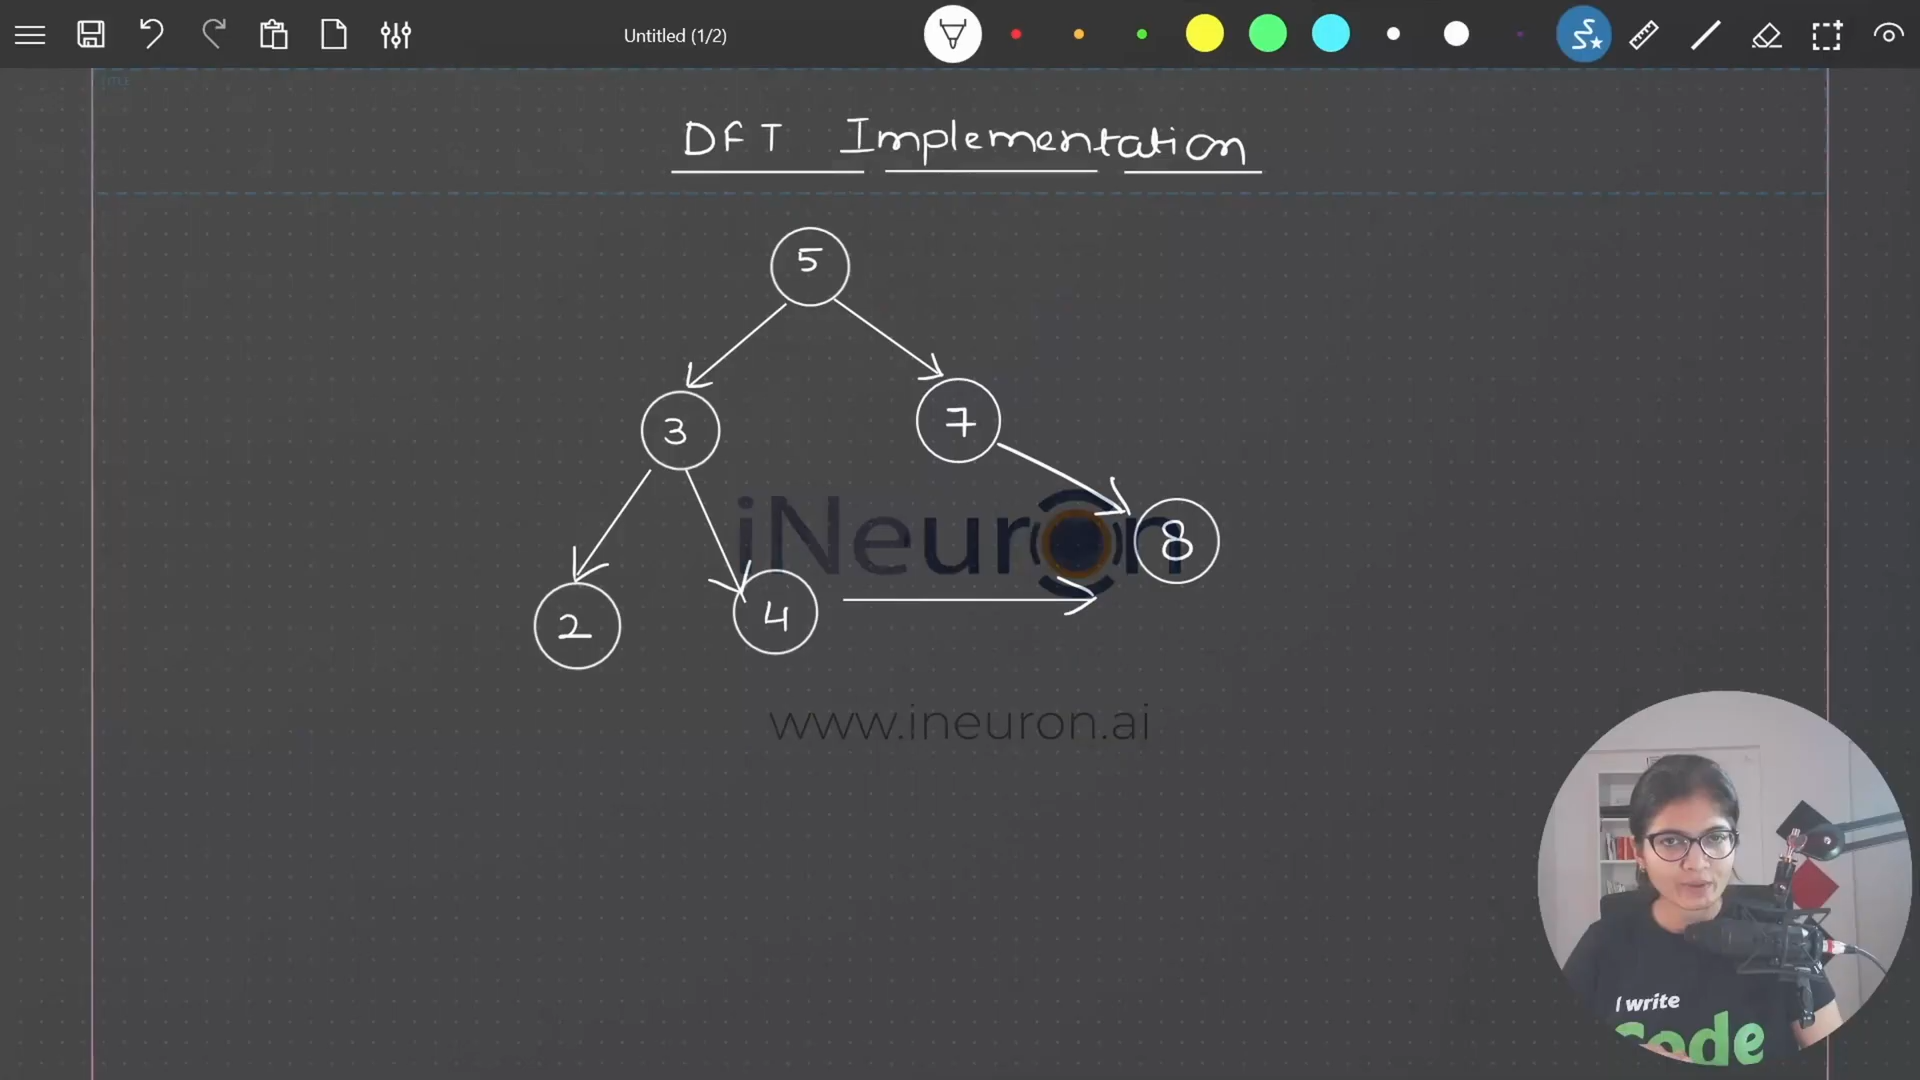 Untitled (1/2)
DFT Implementation
5
3
7
iNeuron
8
2
4
www.ineuron.ai
I write
Code